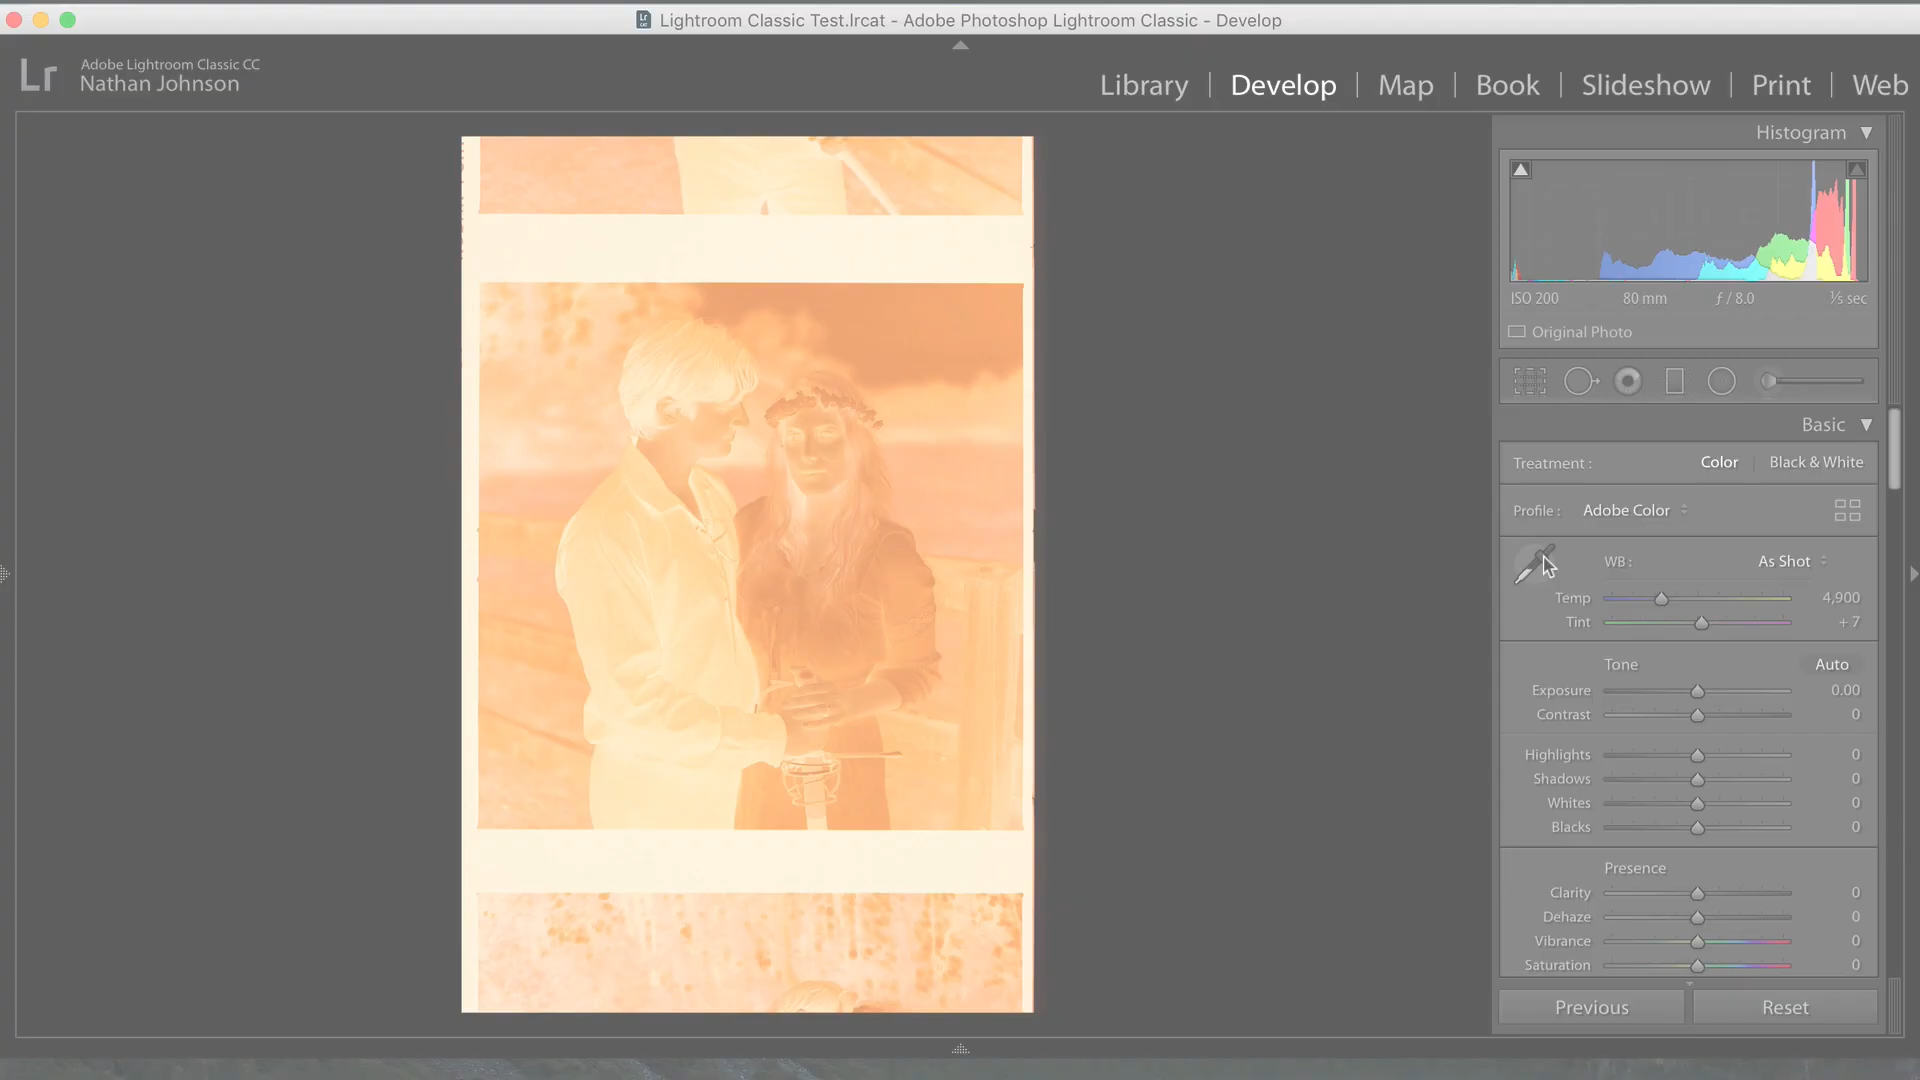 Lightroom Classic Test.lrcat - Adobe Photoshop Lightroom Classic - Develop
Lr
Adobe Lightroom Classic CC
Nathan Johnson
Library | Develop | Map | Book | Slideshow | Print | Web
Histogram
ISO 200 80 mm ƒ / 8.0 ⅕ sec
Original Photo
Basic
Treatment : Color Black & White
Profile : Adobe Color
WB : As Shot
Temp 4,900
Tint + 7
Tone Auto
Exposure 0.00
Contrast 0
Highlights 0
Shadows 0
Whites 0
Blacks 0
Presence
Clarity 0
Dehaze 0
Vibrance 0
Saturation 0
Previous Reset